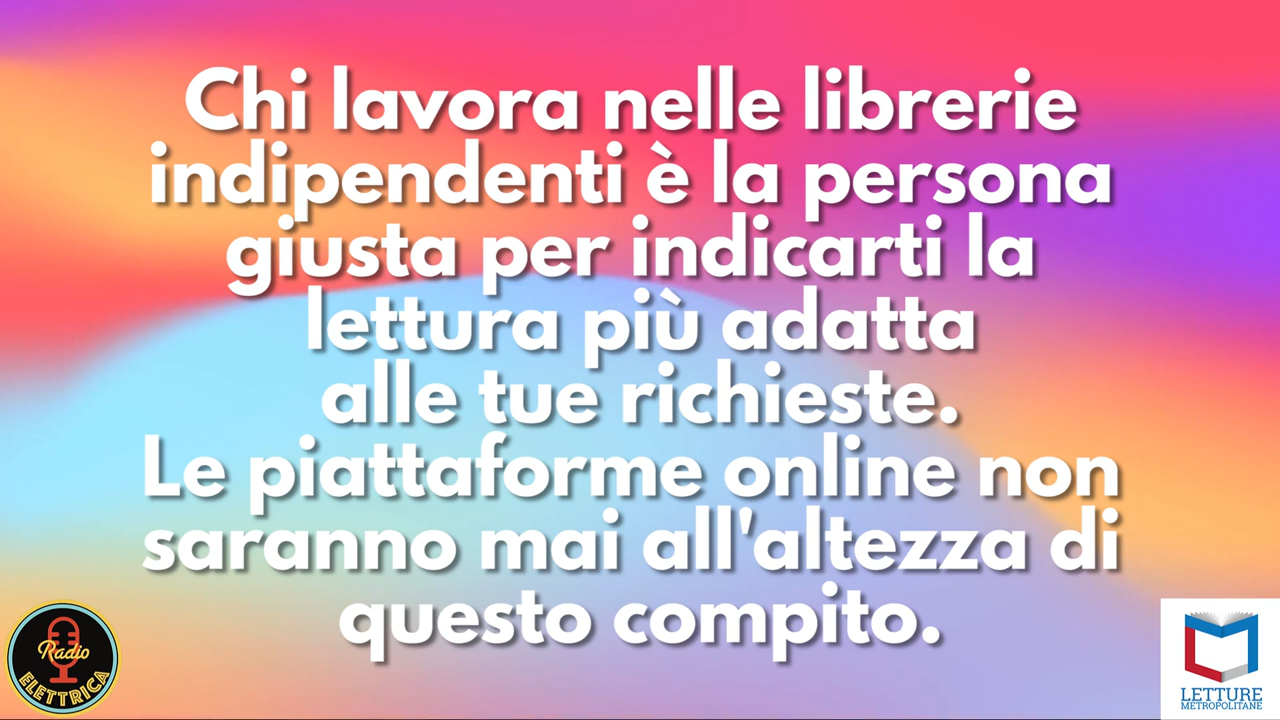 Chi lavora nelle librerie
indipendenti è la persona
giusta per indicarti la
lettura più adatta
alle tue richieste.
Le piattaforme online non
saranno mai all'altezza di
questo compito.
Radio
ELETTRICA
LETTURE
METROPOLITANE